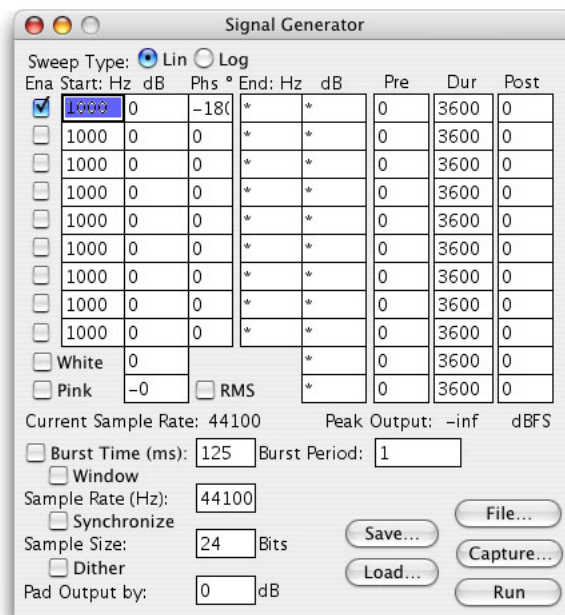 Signal Generator
Sweep Type: Lin Log
Ena Start: Hz dB Phs ° End: Hz dB Pre Dur Post
1000 0 -180 * * 0 3600 0
1000 0 0 * * 0 3600 0
1000 0 0 * * 0 3600 0
1000 0 0 * * 0 3600 0
1000 0 0 * * 0 3600 0
1000 0 0 * * 0 3600 0
1000 0 0 * * 0 3600 0
1000 0 0 * * 0 3600 0
1000 0 0 * * 0 3600 0
White 0 * 0 3600 0
Pink -0 RMS * 0 3600 0
Current Sample Rate: 44100 Peak Output: -inf dBFS
Burst Time (ms): 125 Burst Period: 1
Window
Sample Rate (Hz): 44100
Synchronize
File...
Sample Size: 24 Bits
Save...
Capture...
Dither
Load...
Pad Output by: 0 dB
Run